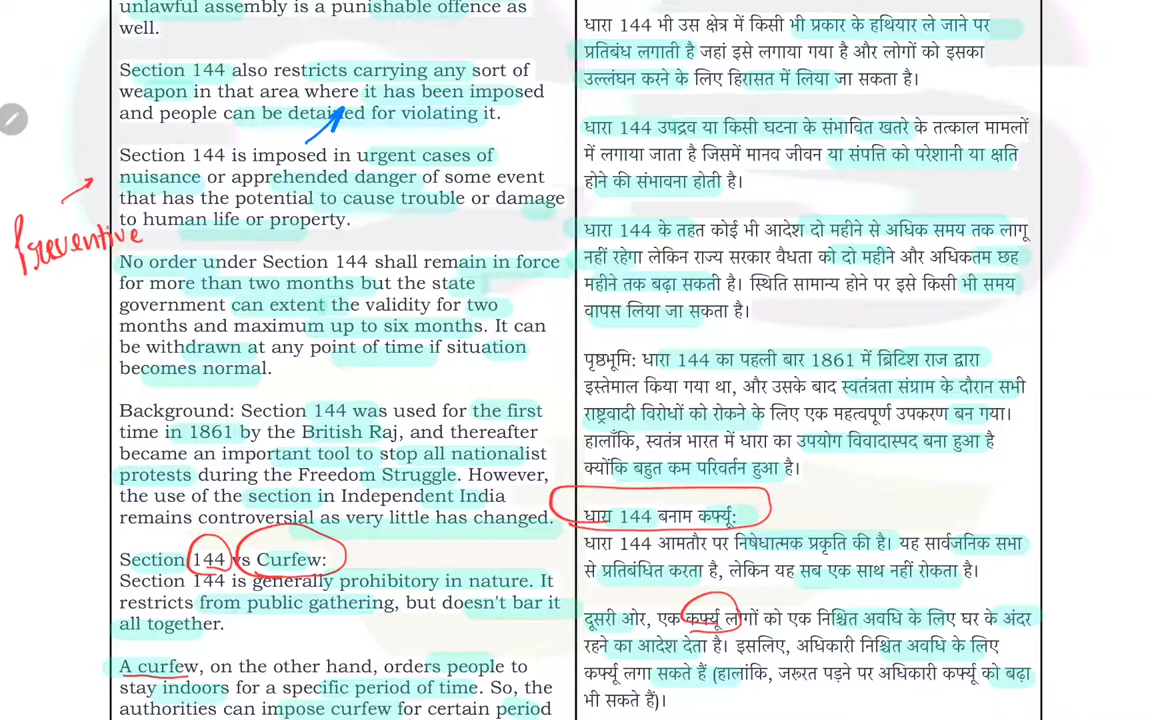 unlawful assembly is a punishable offence as
well.
Section 144 also restricts carrying any sort of
weapon in that area where it has been imposed
and people can be detained for violating it.
Section 144 is imposed in urgent cases of
nuisance or apprehended danger of some event
that has the potential to cause trouble or damage
to human life or property.
Preventive
No order under Section 144 shall remain in force
for more than two months but the state
government can extent the validity for two
months and maximum up to six months. It can
be withdrawn at any point of time if situation
becomes normal.
Background: Section 144 was used for the first
time in 1861 by the British Raj, and thereafter
became an important tool to stop all nationalist
protests during the Freedom Struggle. However,
the use of the section in Independent India
remains controversial as very little has changed.
Section 144 vs Curfew:
Section 144 is generally prohibitory in nature. It
restricts from public gathering, but doesn't bar it
all together.
A curfew, on the other hand, orders people to
stay indoors for a specific period of time. So, the
authorities can impose curfew for certain period
धारा 144 भी उस क्षेत्र में किसी भी प्रकार के हथियार ले जाने पर
प्रतिबंध लगाती है जहां इसे लगाया गया है और लोगों को इसका
उल्लंघन करने के लिए हिरासत में लिया जा सकता है।
धारा 144 उपद्रव या किसी घटना के संभावित खतरे के तत्काल मामलों
में लगाया जाता है जिसमें मानव जीवन या संपत्ति को परेशानी या क्षति
होने की संभावना होती है।
धारा 144 के तहत कोई भी आदेश दो महीने से अधिक समय तक लागू
नहीं रहेगा लेकिन राज्य सरकार वैधता को दो महीने और अधिकतम छह
महीने तक बढ़ा सकती है। स्थिति सामान्य होने पर इसे किसी भी समय
वापस लिया जा सकता है।
पृष्ठभूमि: धारा 144 का पहली बार 1861 में ब्रिटिश राज द्वारा
इस्तेमाल किया गया था, और उसके बाद स्वतंत्रता संग्राम के दौरान सभी
राष्ट्रवादी विरोधों को रोकने के लिए एक महत्वपूर्ण उपकरण बन गया।
हालाँकि, स्वतंत्र भारत में धारा का उपयोग विवादास्पद बना हुआ है
क्योंकि बहुत कम परिवर्तन हुआ है।
धारा 144 बनाम कर्फ्यू:
धारा 144 आमतौर पर निषेधात्मक प्रकृति की है। यह सार्वजनिक सभा
से प्रतिबंधित करता है, लेकिन यह सब एक साथ नहीं रोकता है।
दूसरी ओर, एक कर्फ्यू लोगों को एक निश्चित अवधि के लिए घर के अंदर
रहने का आदेश देता है। इसलिए, अधिकारी निश्चित अवधि के लिए
कर्फ्यू लगा सकते हैं (हालांकि, जरूरत पड़ने पर अधिकारी कर्फ्यू को बढ़ा
भी सकते हैं)।